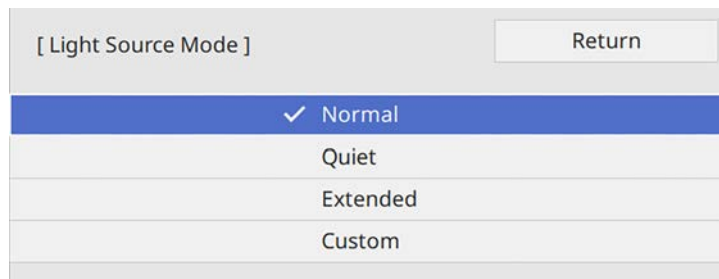 [ Light Source Mode ]
Return
Normal
Quiet
Extended
Custom